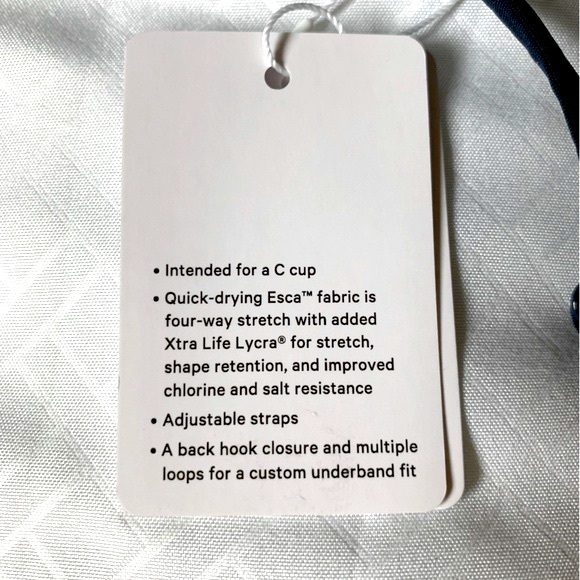 • Intended for a C cup
• Quick-drying Esca™ fabric is
four-way stretch with added
Xtra Life Lycra® for stretch,
shape retention, and improved
chlorine and salt resistance
• Adjustable straps
• A back hook closure and multiple
loops for a custom underband fit